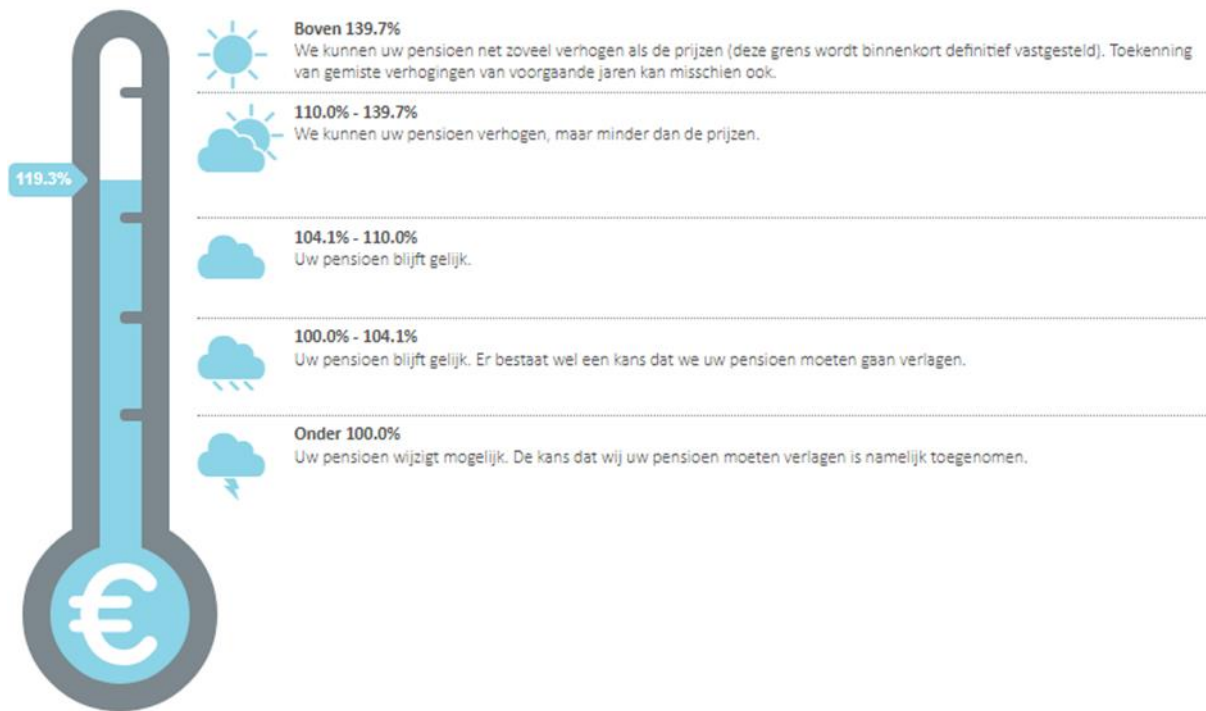 Boven 139.7%
We kunnen uw pensioen net zoveel verhogen als de prijzen (deze grens wordt binnenkort definitief vastgesteld). Toekenning
van gemiste verhogingen van voorgaande jaren kan misschien ook.
110.0% - 139.7%
We kunnen uw pensioen verhogen, maar minder dan de prijzen.
119.3%
104.1% - 110.0%
Uw pensioen blijft gelijk.
100.0% - 104.1%
Uw pensioen blijft gelijk. Er bestaat wel een kans dat we uw pensioen moeten gaan verlagen.
Onder 100.0%
Uw pensioen wijzigt mogelijk. De kans dat wij uw pensioen moeten verlagen is namelijk toegenomen.
€